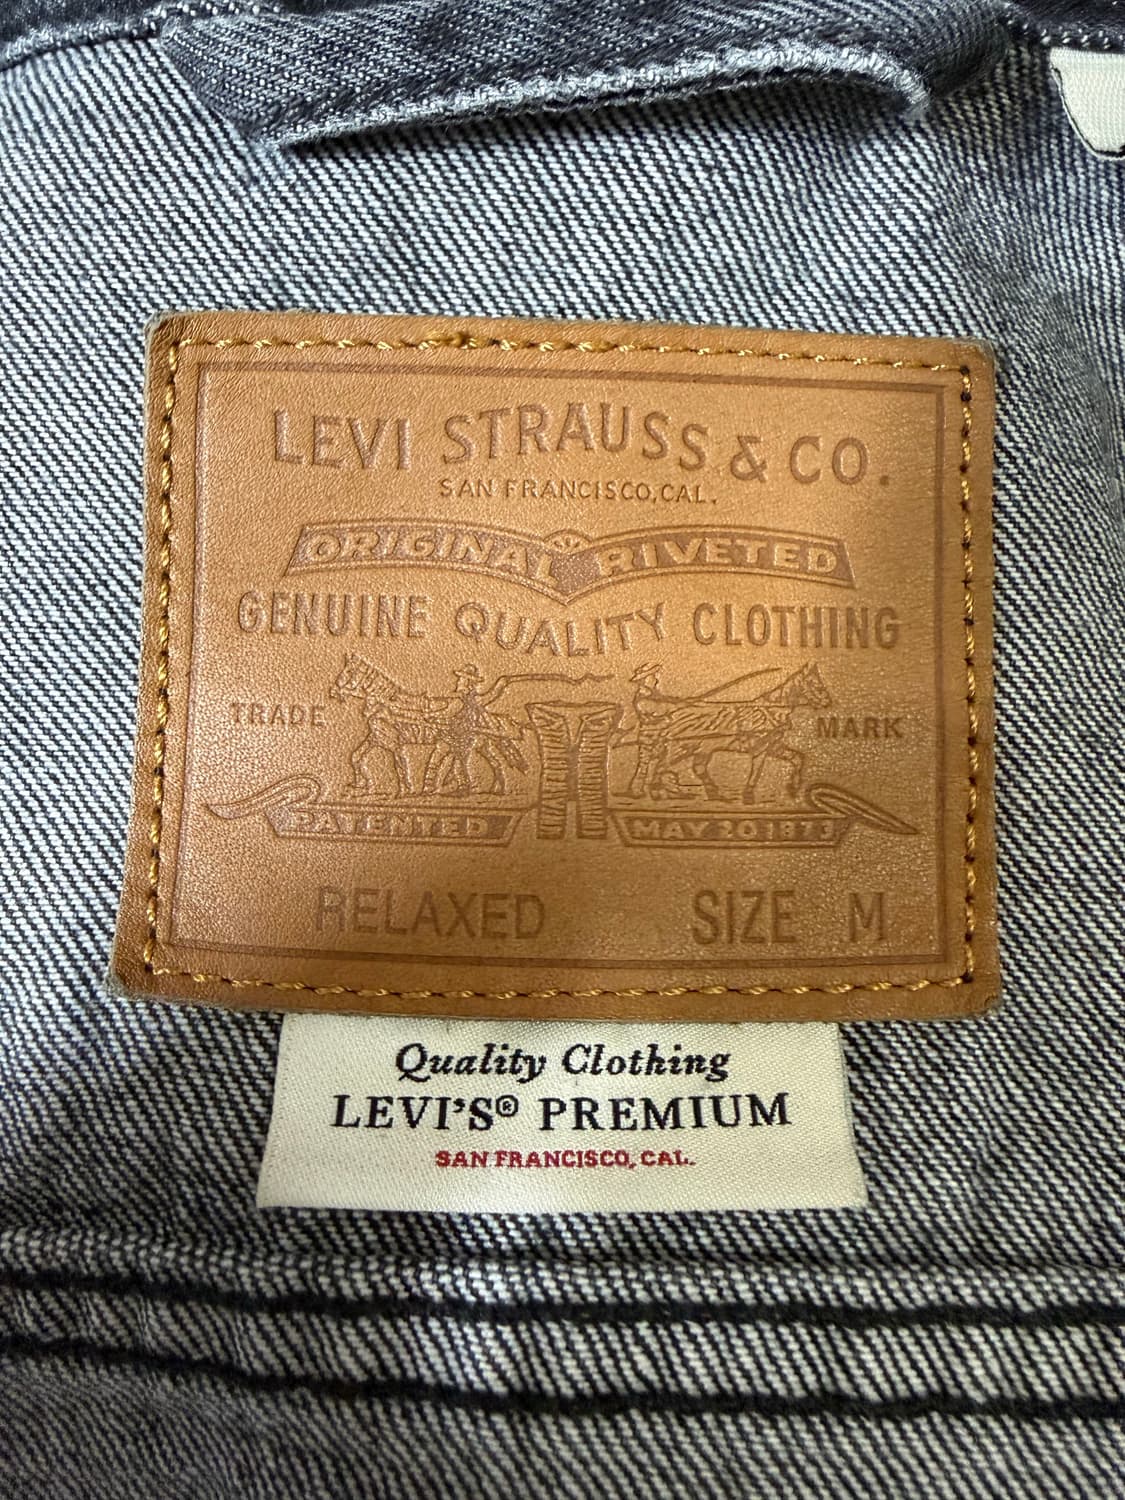 LEVI STRAUSS & CO.
SAN FRANCISCO, CAL.
ORIGINAL RIVETED
GENUINE QUALITY CLOTHING
TRADE MARK
PATENTED MAY 20 1873
RELAXED SIZE M
Quality Clothing
LEVI'S® PREMIUM
SAN FRANCISCO, CAL.